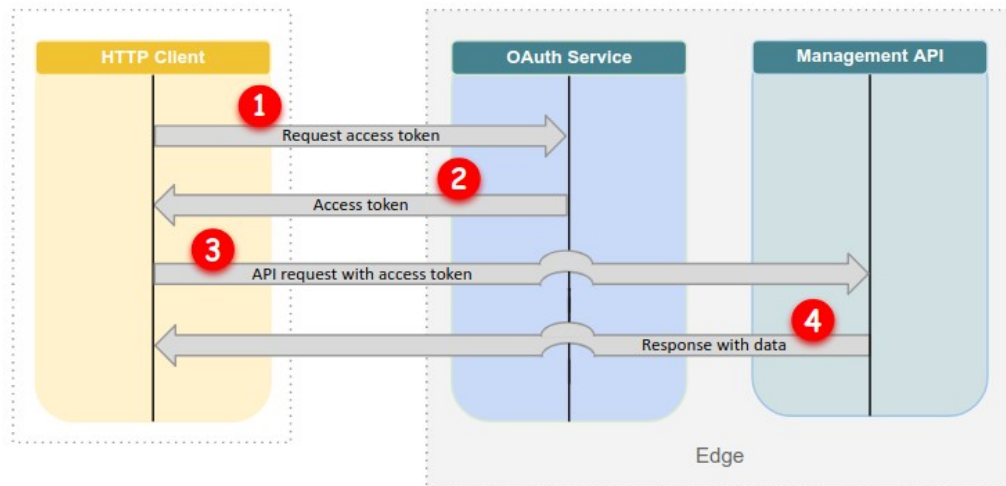 HTTP Client
OAuth Service
Management API
1
Request access token
2
Access token
3
API request with access token
4
Response with data
Edge